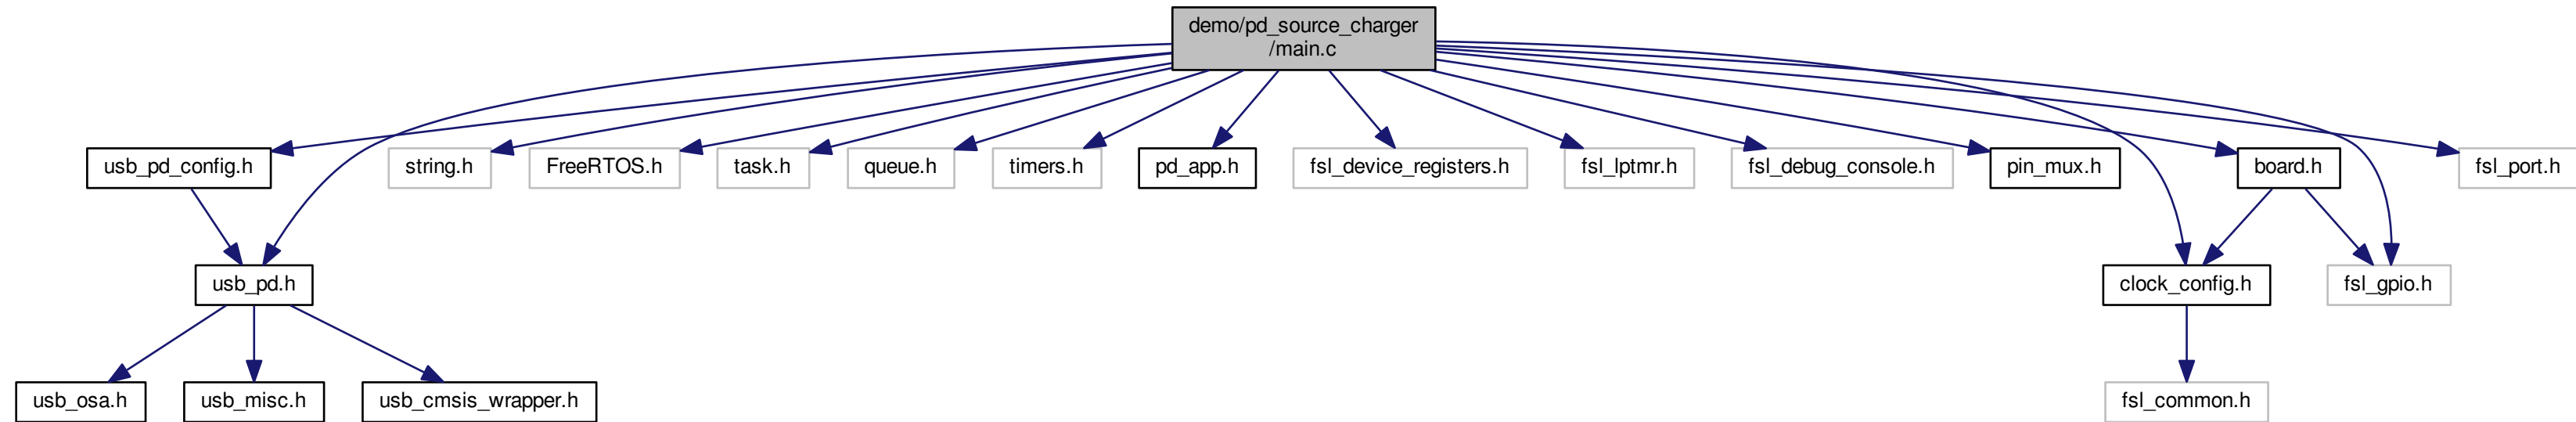 demo/pd_source_charger
/main.c
usb_pd_config.h
string.h
FreeRTOS.h
task.h
queue.h
timers.h
pd_app.h
fsl_device_registers.h
fsl_lptmr.h
fsl_debug_console.h
pin_mux.h
board.h
fsl_port.h
usb_pd.h
clock_config.h
fsl_gpio.h
usb_osa.h
usb_misc.h
usb_cmsis_wrapper.h
fsl_common.h